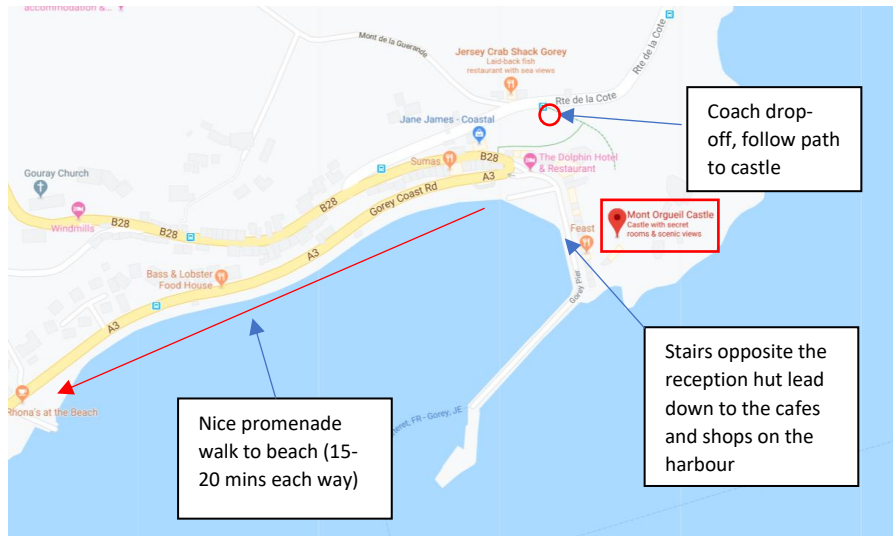 accommodation &...
Mont de la Guerande
Jersey Crab Shack Gorey
Laid-back fish
restaurant with sea views
Rte de la Cote
Rte de la Cote
Coach drop-
off, follow path
to castle
Jane James - Coastal
Sumas
B28
A3
The Dolphin Hotel
& Restaurant
Gouray Church
Gorey Coast Rd
B28
Windmills
B28
B28
Mont Orgueil Castle
Castle with secret
rooms & scenic views
Feast
A3
Bass & Lobster
Food House
Gorey Pier
A3
Rhona's at the Beach
Nice promenade
walk to beach (15-
20 mins each way)
Stairs opposite the
reception hut lead
down to the cafes
and shops on the
harbour
FR - Gorey, JE